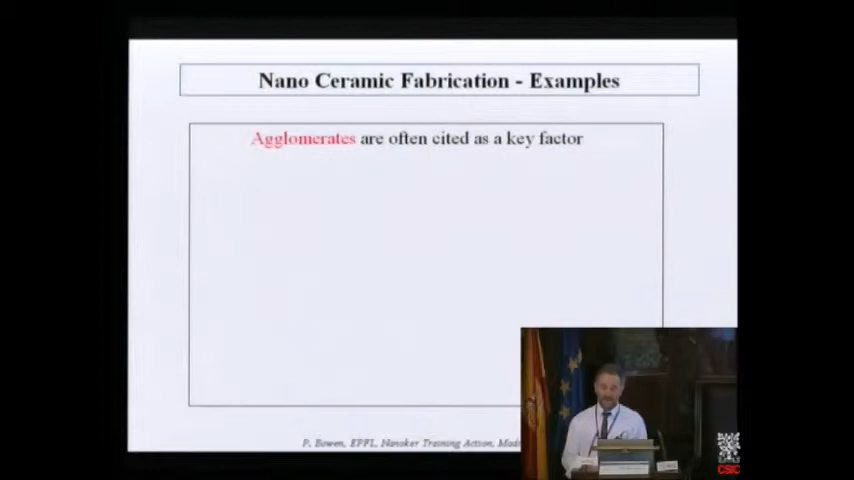 Nano Ceramic Fabrication - Examples
Agglomerates are often cited as a key factor
P. Bowen, EPFL, Nanoker Training Action,
CSIC